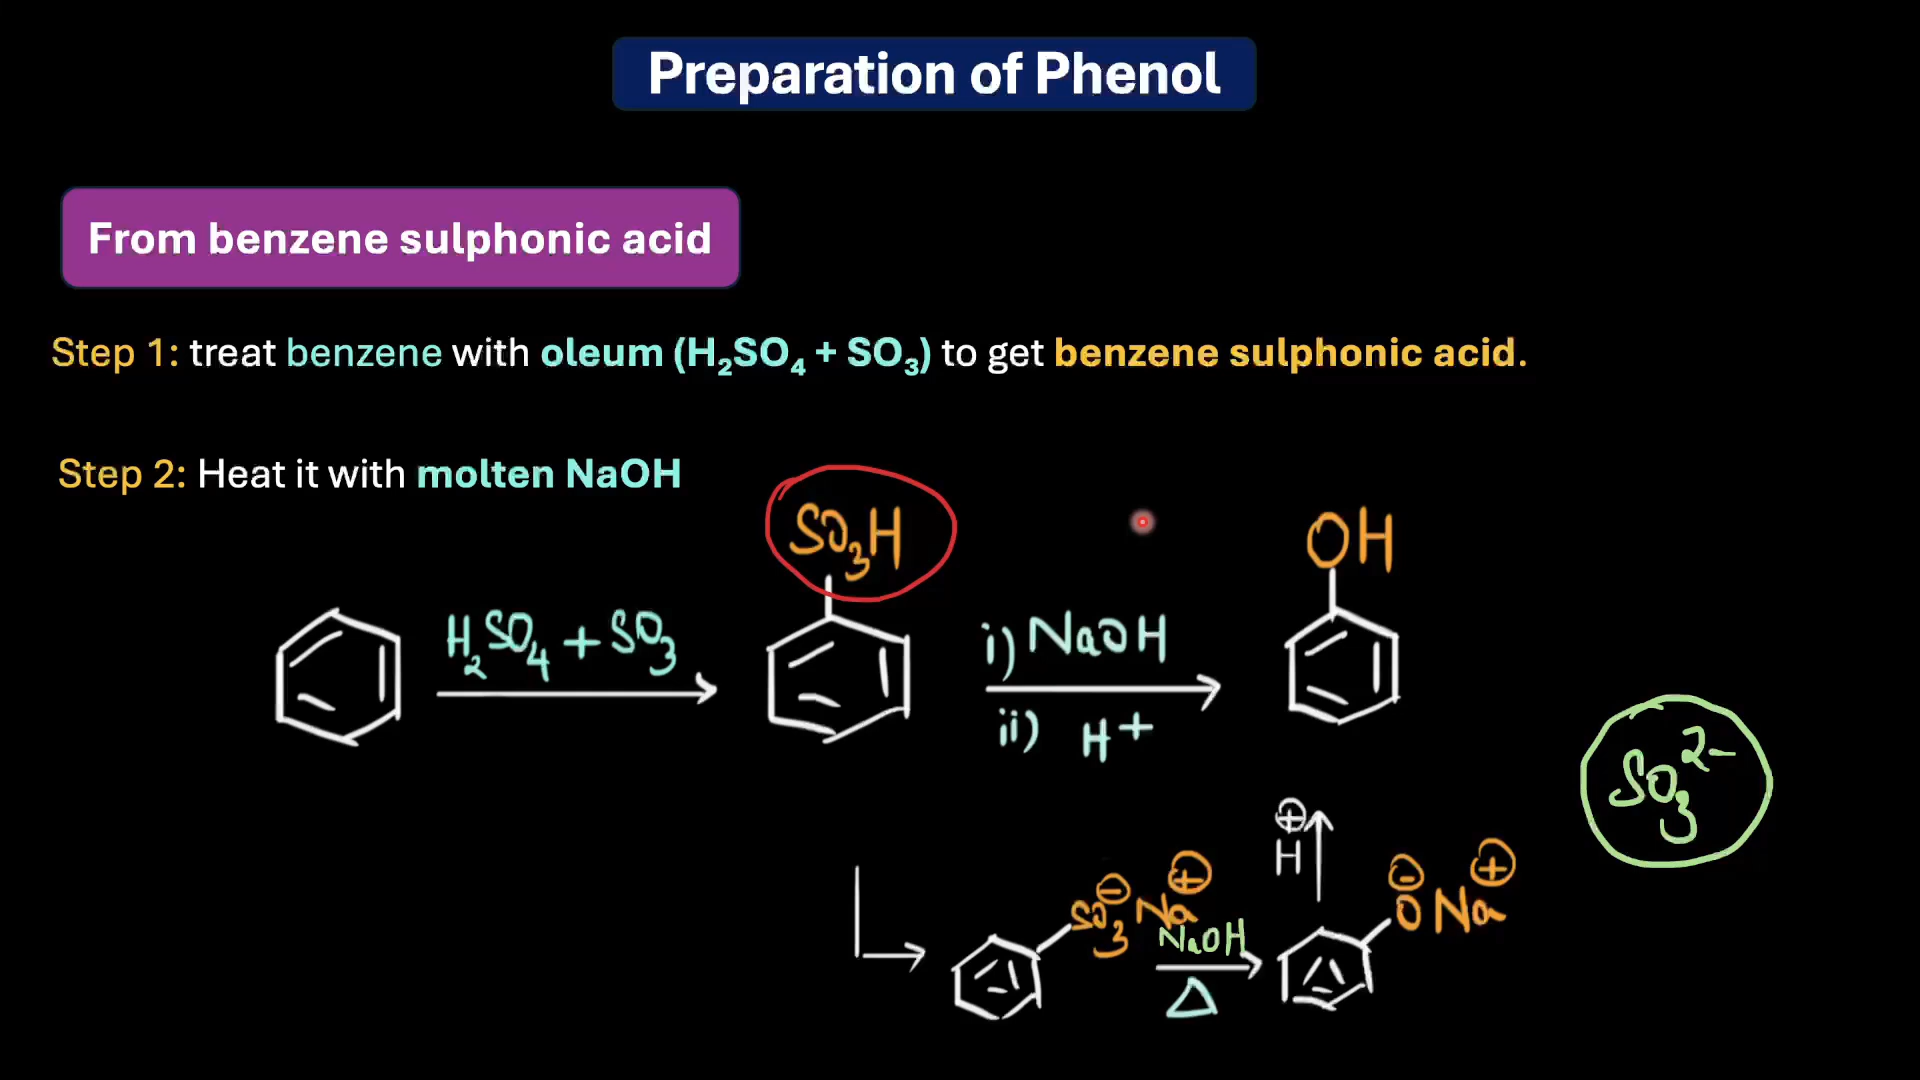 Preparation of Phenol
From benzene sulphonic acid
Step 1: treat benzene with oleum (H₂SO₄ + SO₃) to get benzene sulphonic acid.
Step 2: Heat it with molten NaOH
SO₃H
OH
H₂SO₄ + SO₃
i) NaOH
ii) H+
SO₃²⁻
⊕
H
SO₃⊖ Na⊕
NaOH
Δ
O⊖ Na⊕